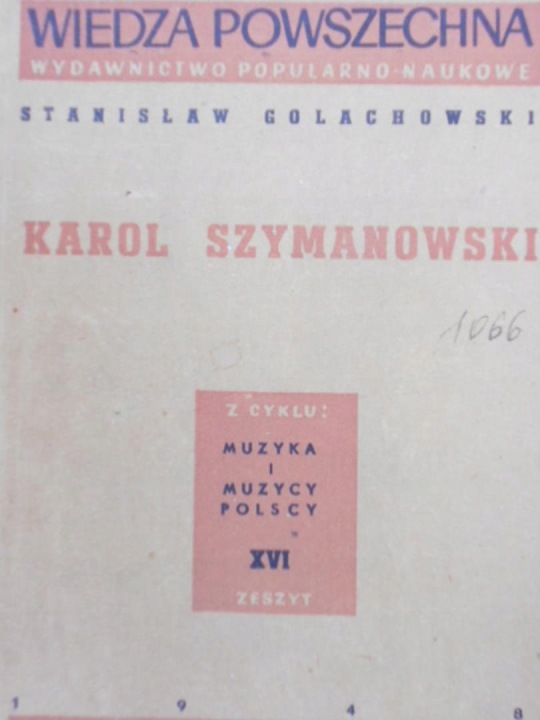 WIEDZA POWSZECHNA
WYDAWNICTWO POPULARNO-NAUKOWE
STANISŁAW GOLACHOWSKI
KAROL SZYMANOWSKI
1066
Z CYKLU:
MUZYKA
I
MUZYCY
POLSCY
XVI
ZESZYT
1 9 4 8